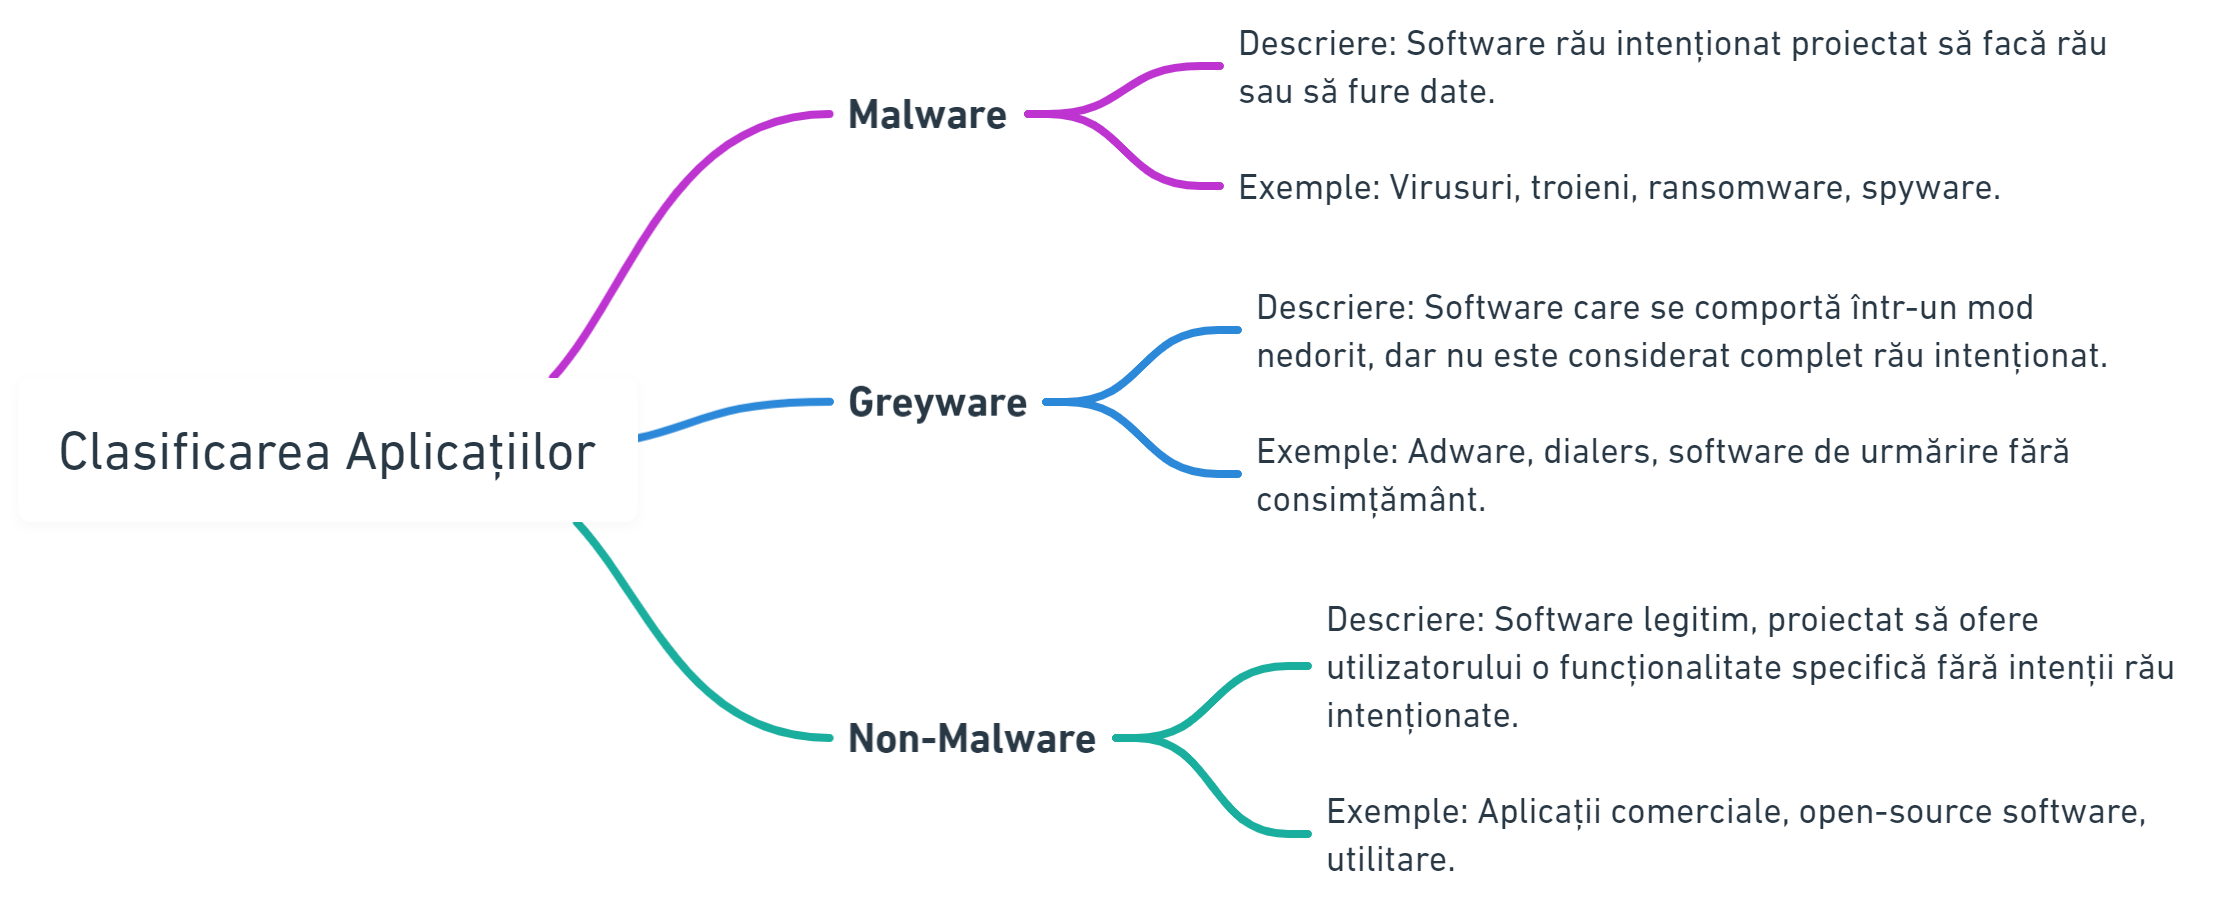 Clasificarea Aplicațiilor
Malware
Descriere: Software rău intenționat proiectat să facă rău
sau să fure date.
Exemple: Virusuri, troieni, ransomware, spyware.
Greyware
Descriere: Software care se comportă într-un mod
nedorit, dar nu este considerat complet rău intenționat.
Exemple: Adware, dialers, software de urmărire fără
consimțământ.
Non-Malware
Descriere: Software legitim, proiectat să ofere
utilizatorului o funcționalitate specifică fără intenții rău
intenționate.
Exemple: Aplicații comerciale, open-source software,
utilitare.